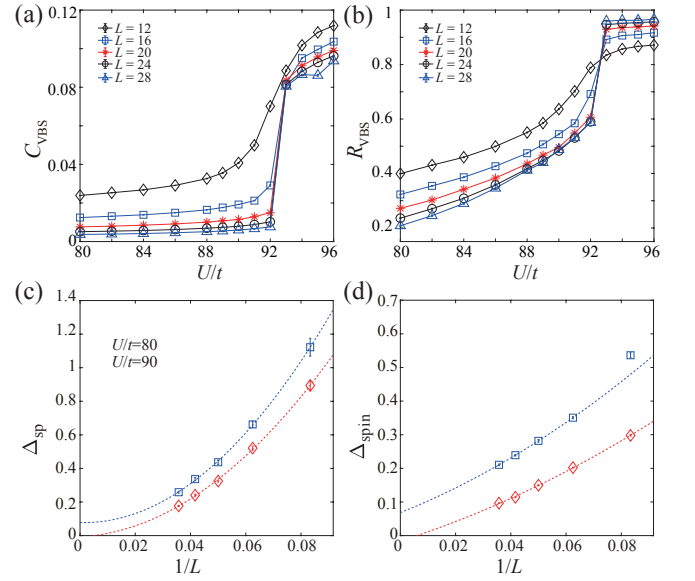 (a)
(b)
L = 12
L = 16
L = 20
L = 24
L = 28
C_VBS
0.12
0.08
0.04
0
80 84 88 92 96
U/t
L = 12
L = 16
L = 20
L = 24
L = 28
R_VBS
1
0.8
0.6
0.4
0.2
80 84 88 92 96
U/t
(c)
(d)
U/t=80
U/t=90
Δ_sp
1.4
1.2
1
0.8
0.6
0.4
0.2
0
0 0.02 0.04 0.06 0.08
1/L
Δ_spin
0.7
0.6
0.5
0.4
0.3
0.2
0.1
0
0 0.02 0.04 0.06 0.08
1/L